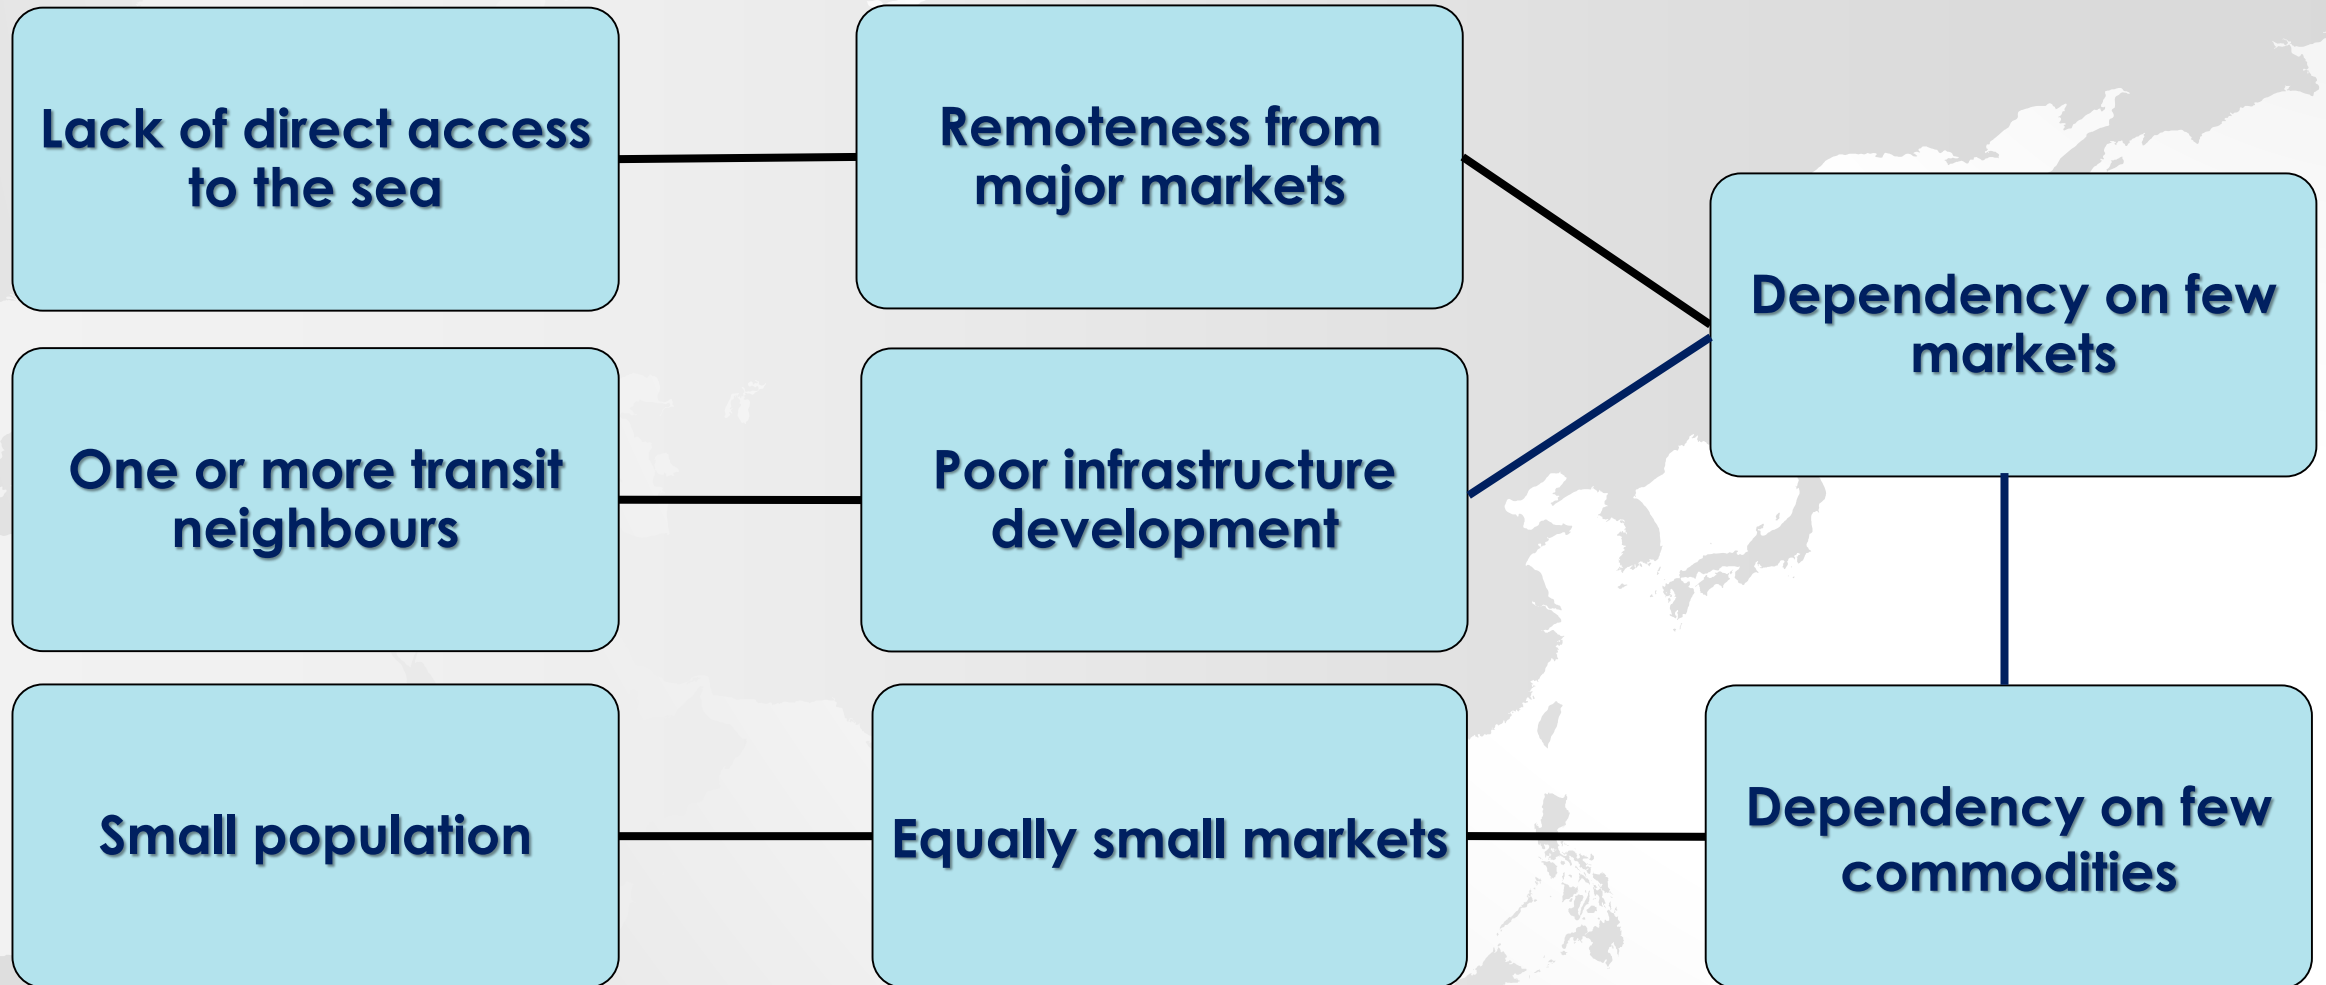 Lack of direct access
to the sea
Remoteness from
major markets
Dependency on few
markets
One or more transit
neighbours
Poor infrastructure
development
Small population
Equally small markets
Dependency on few
commodities